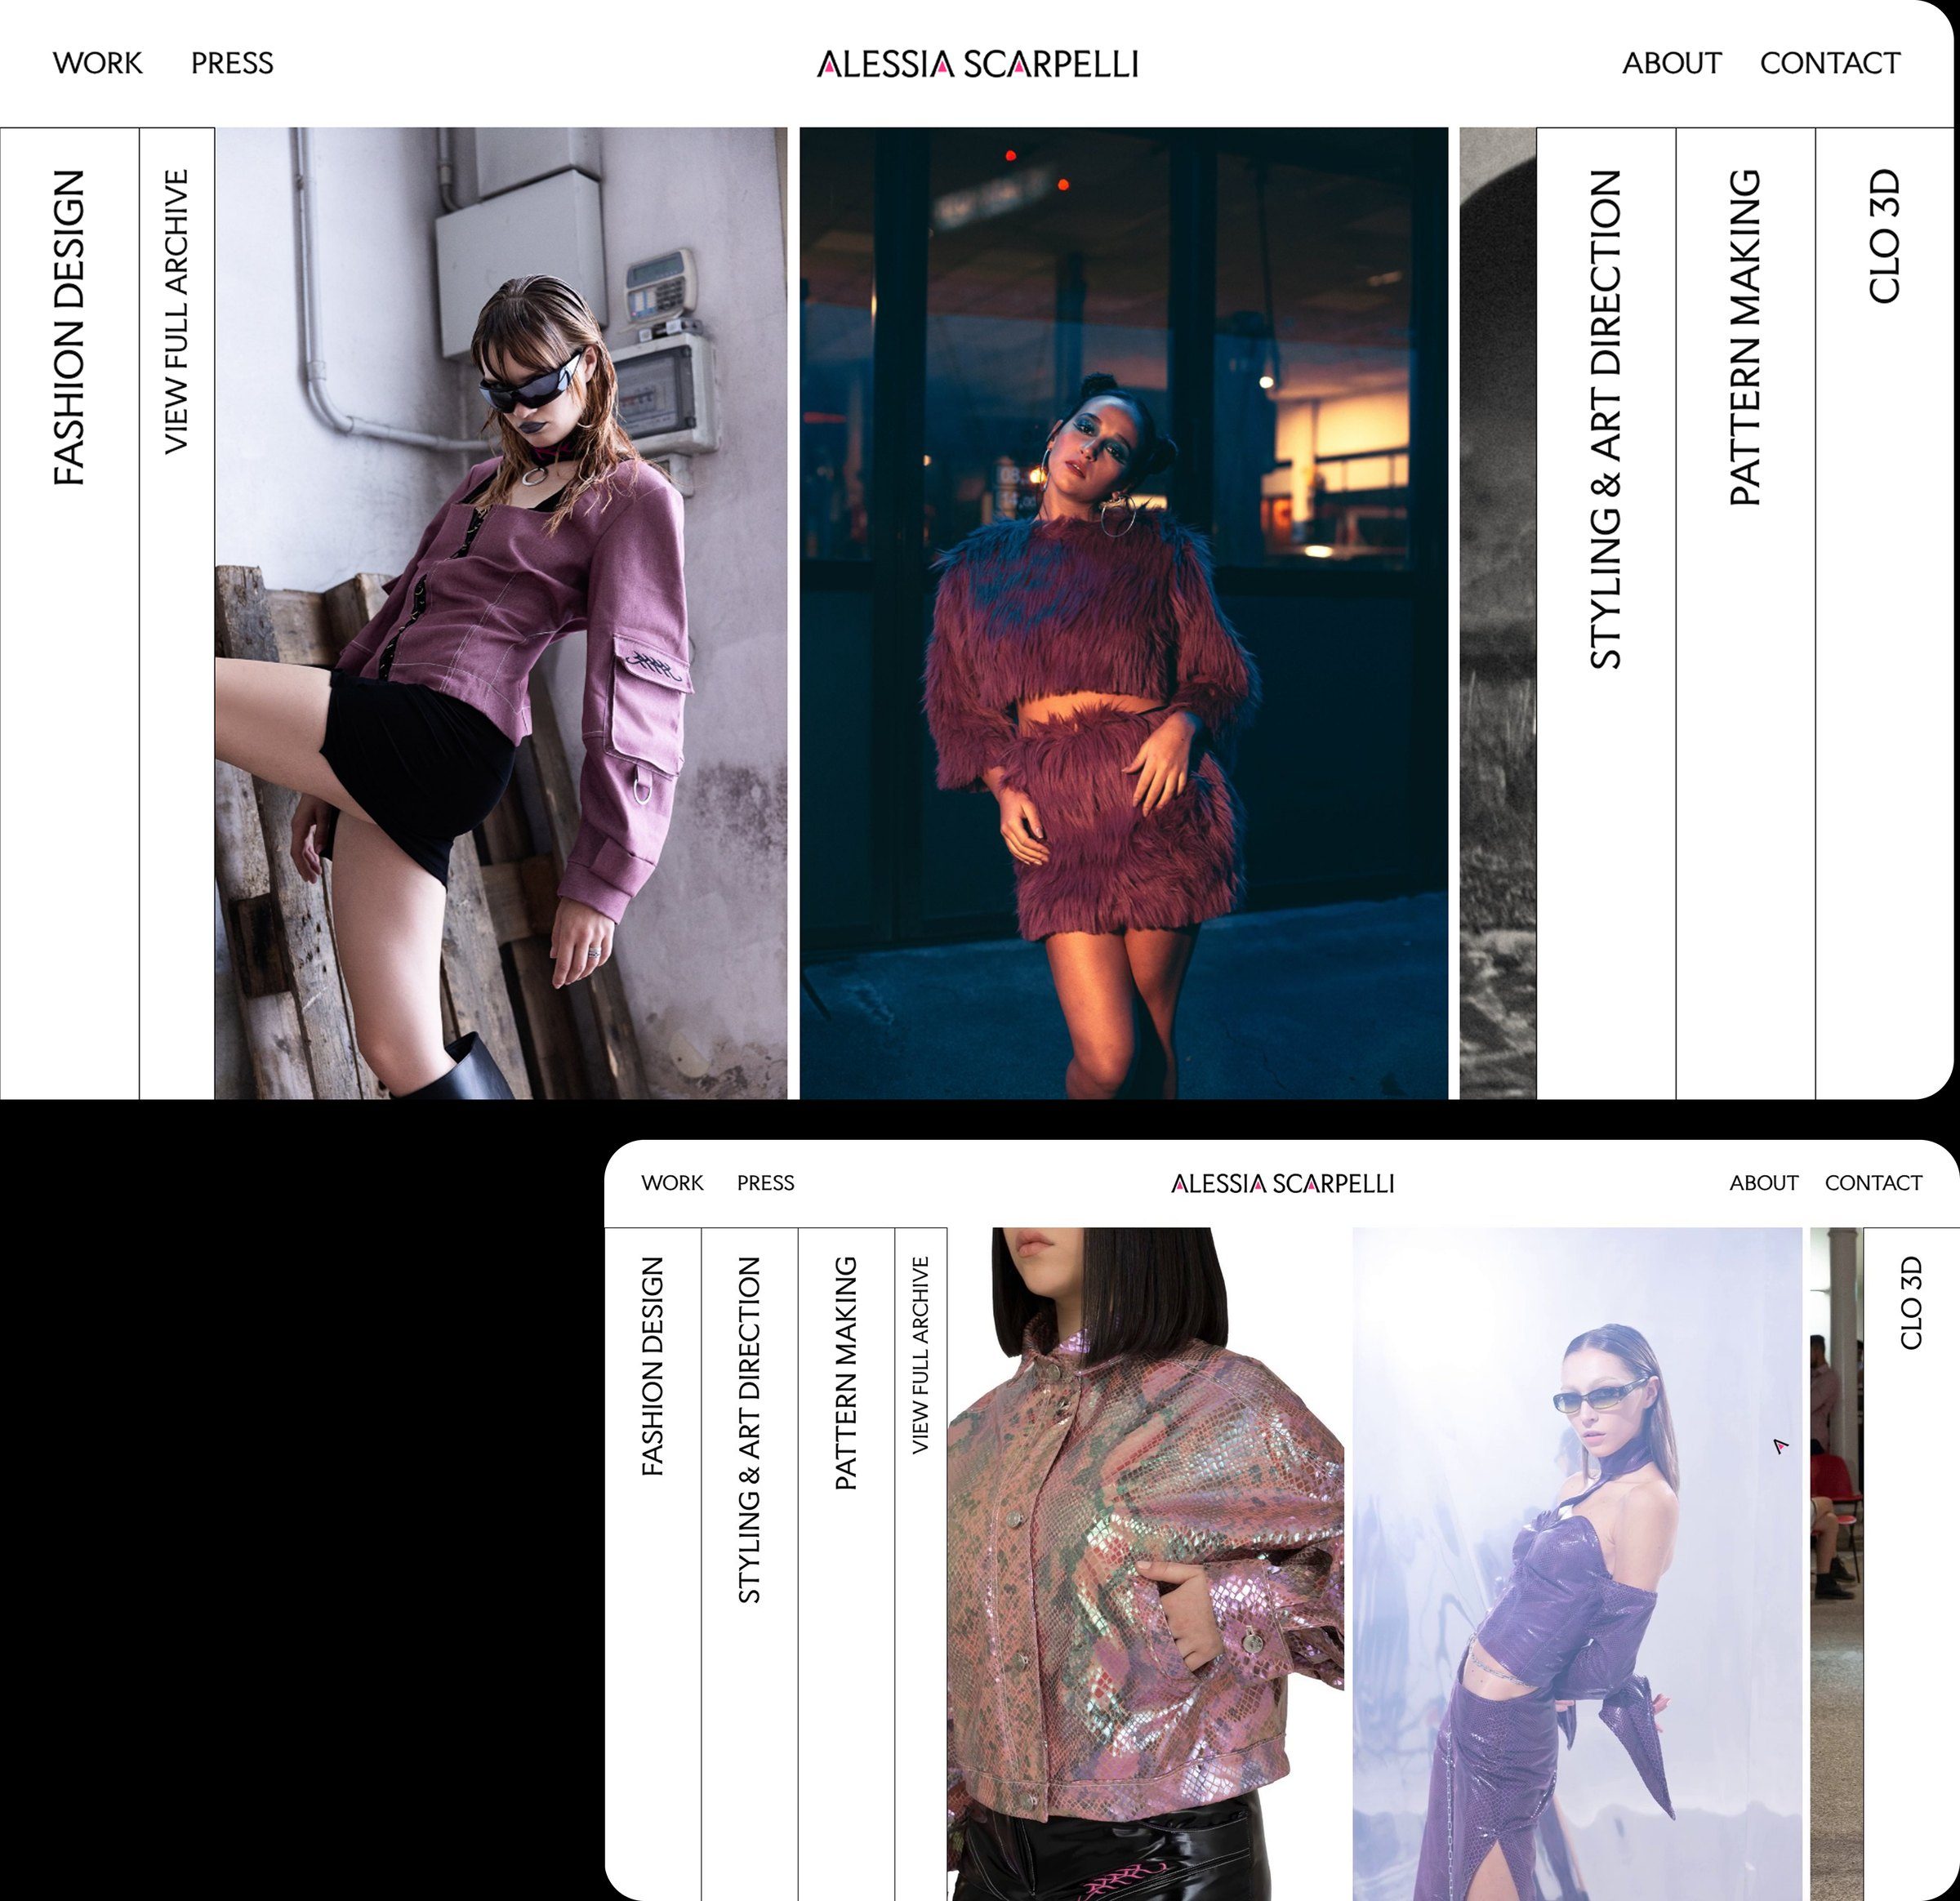 WORK
PRESS
ALESSIA SCARPELLI
ABOUT
CONTACT
FASHION DESIGN
VIEW FULL ARCHIVE
STYLING & ART DIRECTION
PATTERN MAKING
CLO 3D
WORK
PRESS
ALESSIA SCARPELLI
ABOUT
CONTACT
FASHION DESIGN
STYLING & ART DIRECTION
PATTERN MAKING
VIEW FULL ARCHIVE
A
CLO 3D